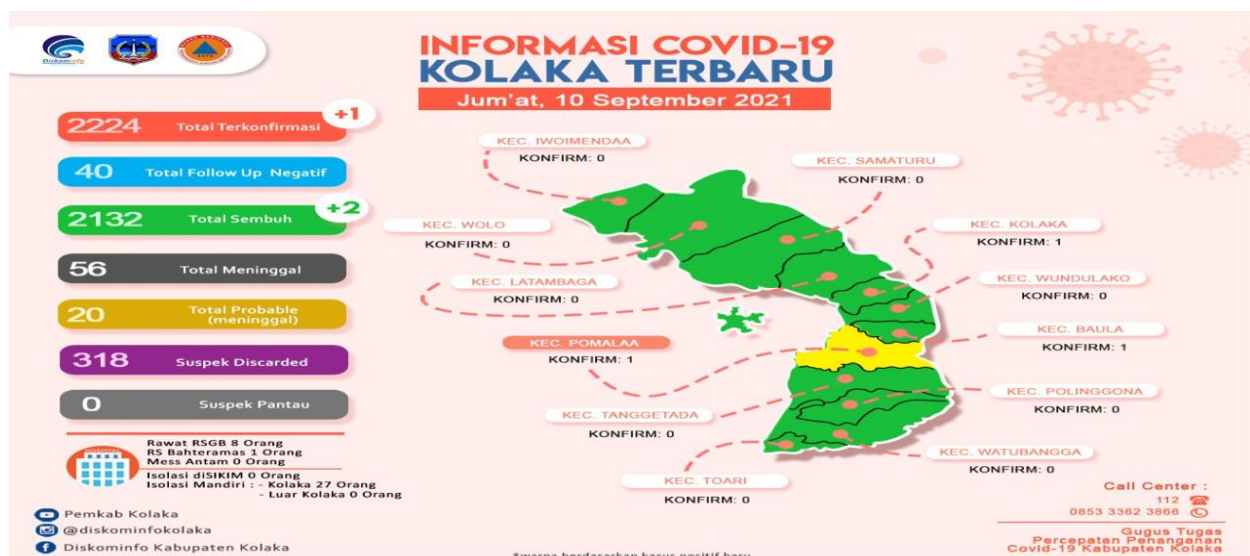 Diskominfo
INFORMASI COVID-19
KOLAKA TERBARU
Jum'at, 10 September 2021
2224 Total Terkonfirmasi +1
40 Total Follow Up Negatif
2132 Total Sembuh +2
56 Total Meninggal
20 Total Probable
(meninggal)
318 Suspek Discarded
0 Suspek Pantau
Rawat RSGB 8 Orang
RS Bahteramas 1 Orang
Mess Antam 0 Orang
Isolasi diSIKIM 0 Orang
Isolasi Mandiri : - Kolaka 27 Orang
- Luar Kolaka 0 Orang
Pemkab Kolaka
@diskominfokolaka
Diskominfo Kabupaten Kolaka
KEC. IWOIMENDAA
KONFIRM: 0
KEC. SAMATURU
KONFIRM: 0
KEC. WOLO
KONFIRM: 0
KEC. KOLAKA
KONFIRM: 1
KEC. LATAMBAGA
KONFIRM: 0
KEC. WUNDULAKO
KONFIRM: 0
KEC. POMALAA
KONFIRM: 1
KEC. BAULA
KONFIRM: 1
KEC. TANGGETADA
KONFIRM: 0
KEC. POLINGGONA
KONFIRM: 0
KEC. WATUBANGGA
KONFIRM: 0
KEC. TOARI
KONFIRM: 0
*warna berdasarkan kasus positif baru
Call Center :
112
0853 3362 3866
Gugus Tugas
Percepatan Penanganan
Covid-19 Kabupaten Kolaka